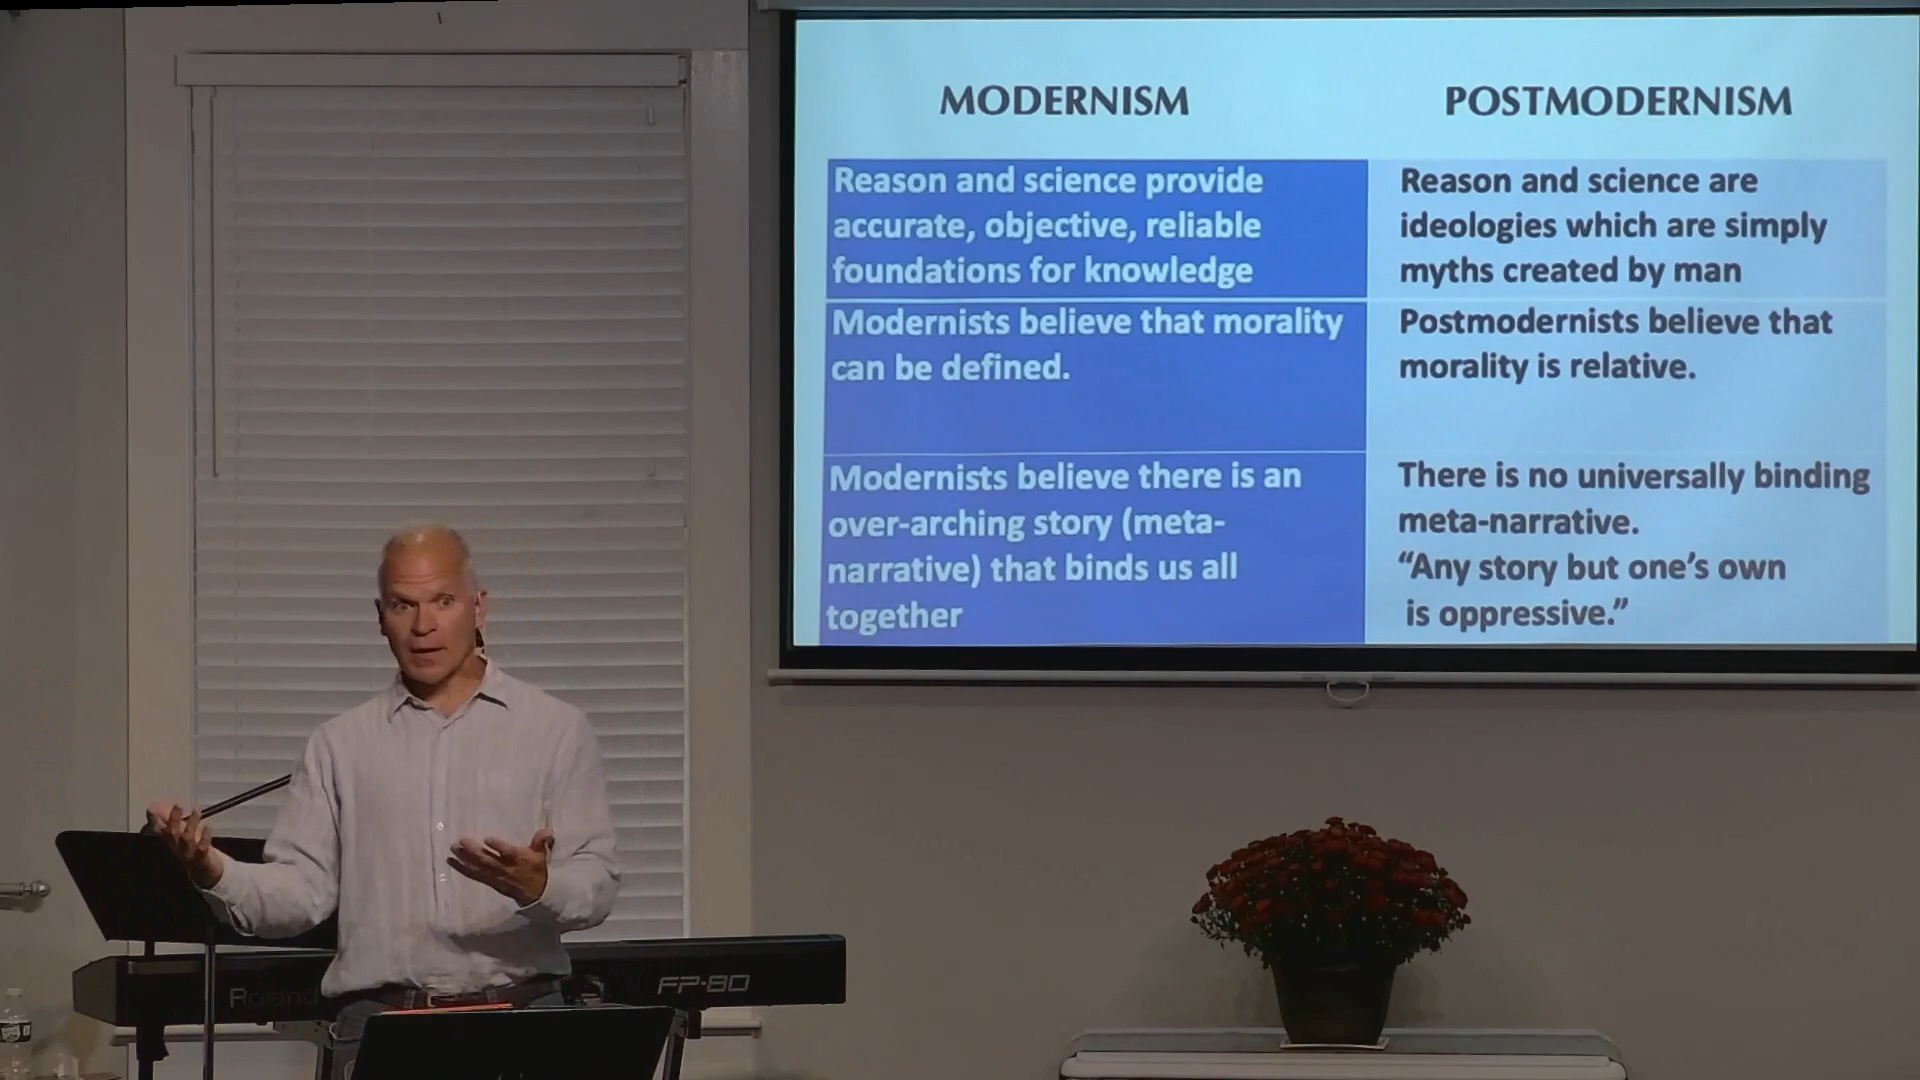 MODERNISM
POSTMODERNISM
Reason and science provide
accurate, objective, reliable
foundations for knowledge
Reason and science are
ideologies which are simply
myths created by man
Modernists believe that morality
can be defined.
Postmodernists believe that
morality is relative.
Modernists believe there is an
over-arching story (meta-
narrative) that binds us all
together
There is no universally binding
meta-narrative.
“Any story but one’s own
is oppressive.”
Roland
FP-80